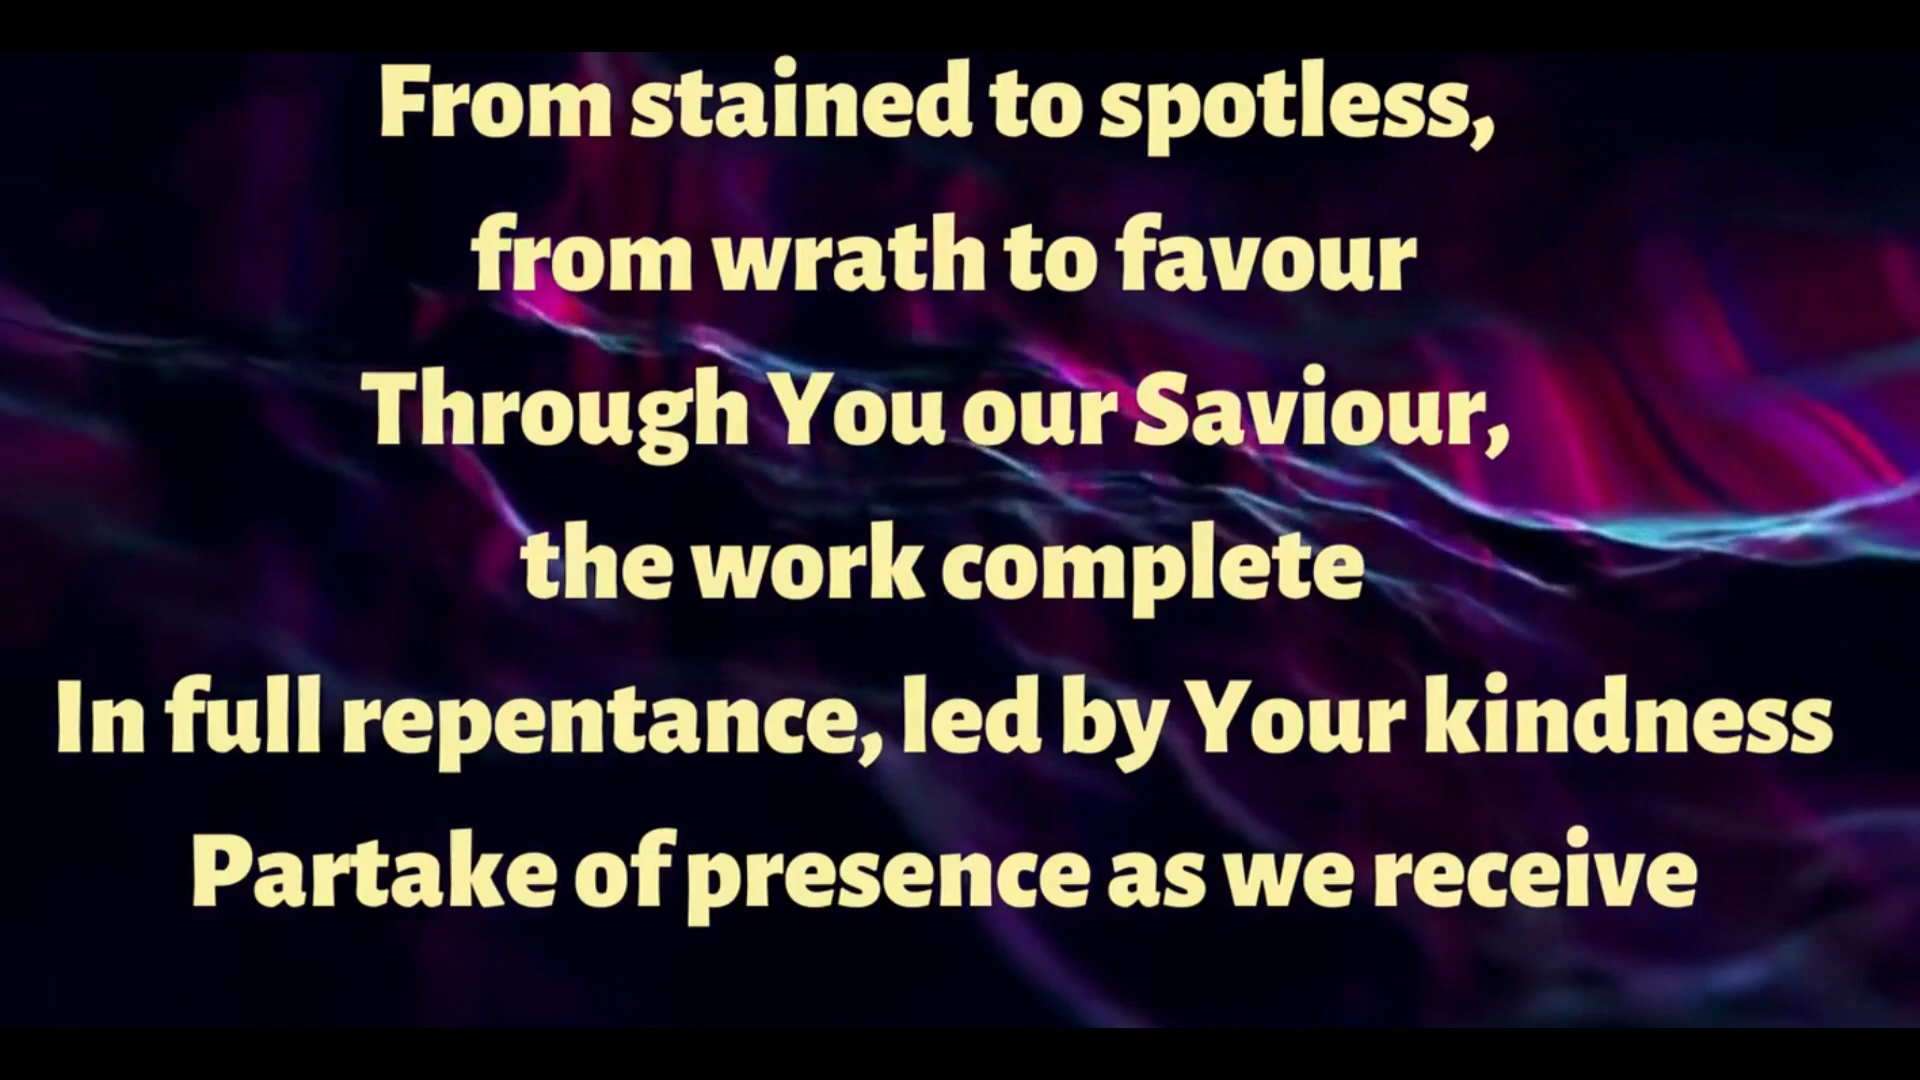 From stained to spotless,
from wrath to favour
Through You our Saviour,
the work complete
In full repentance, led by Your kindness
Partake of presence as we receive